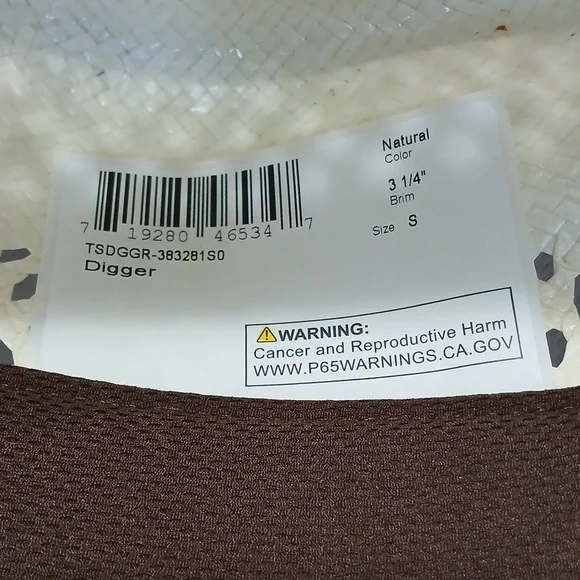 7 19280 46534 7
TSDGGR-383281S0
Digger
Natural
Color
3 1/4"
Brim
Size S
WARNING:
Cancer and Reproductive Harm
WWW.P65WARNINGS.CA.GOV